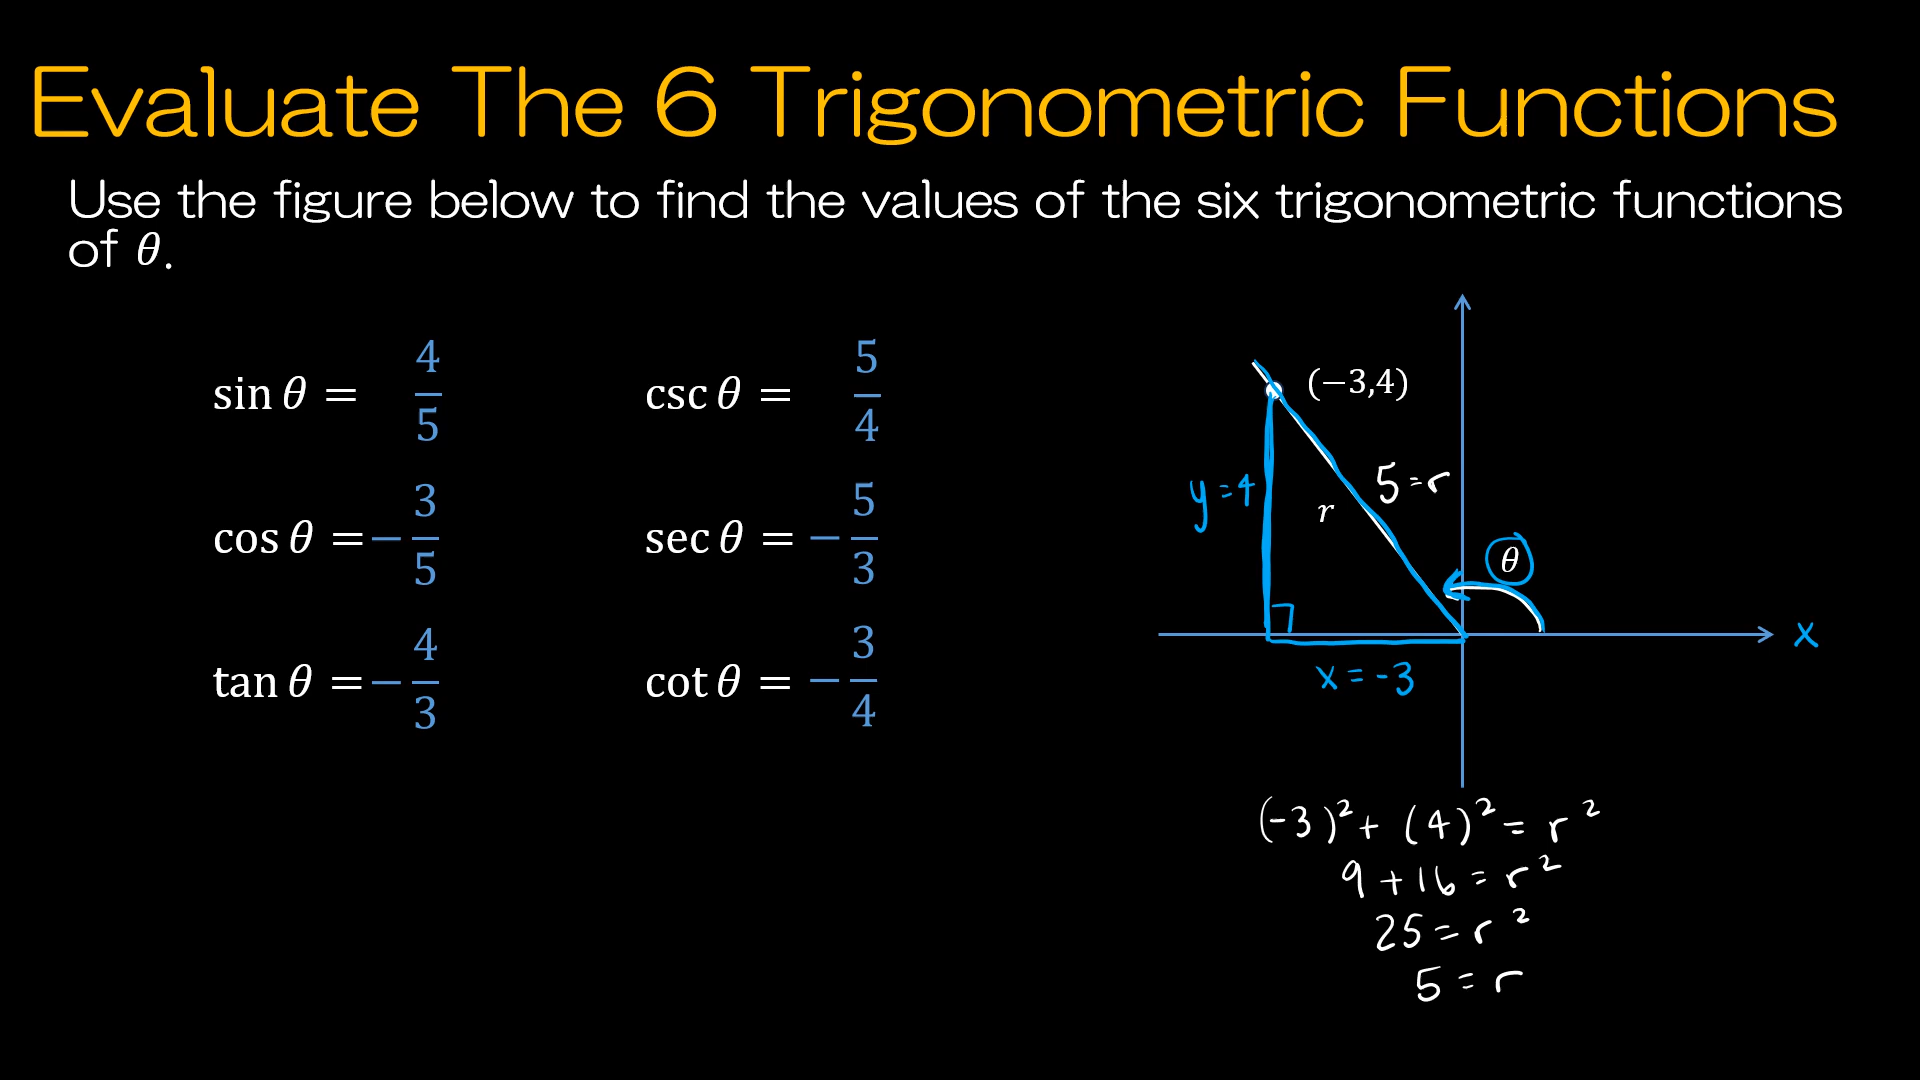 Evaluate The 6 Trigonometric Functions
Use the figure below to find the values of the six trigonometric functions
of θ.
sin θ = 4/5
csc θ = 5/4
cos θ = −3/5
sec θ = −5/3
tan θ = −4/3
cot θ = −3/4
(−3,4)
y = 4
5 = r
r
θ
x
x = -3
(-3)² + (4)² = r²
9 + 16 = r²
25 = r²
5 = r